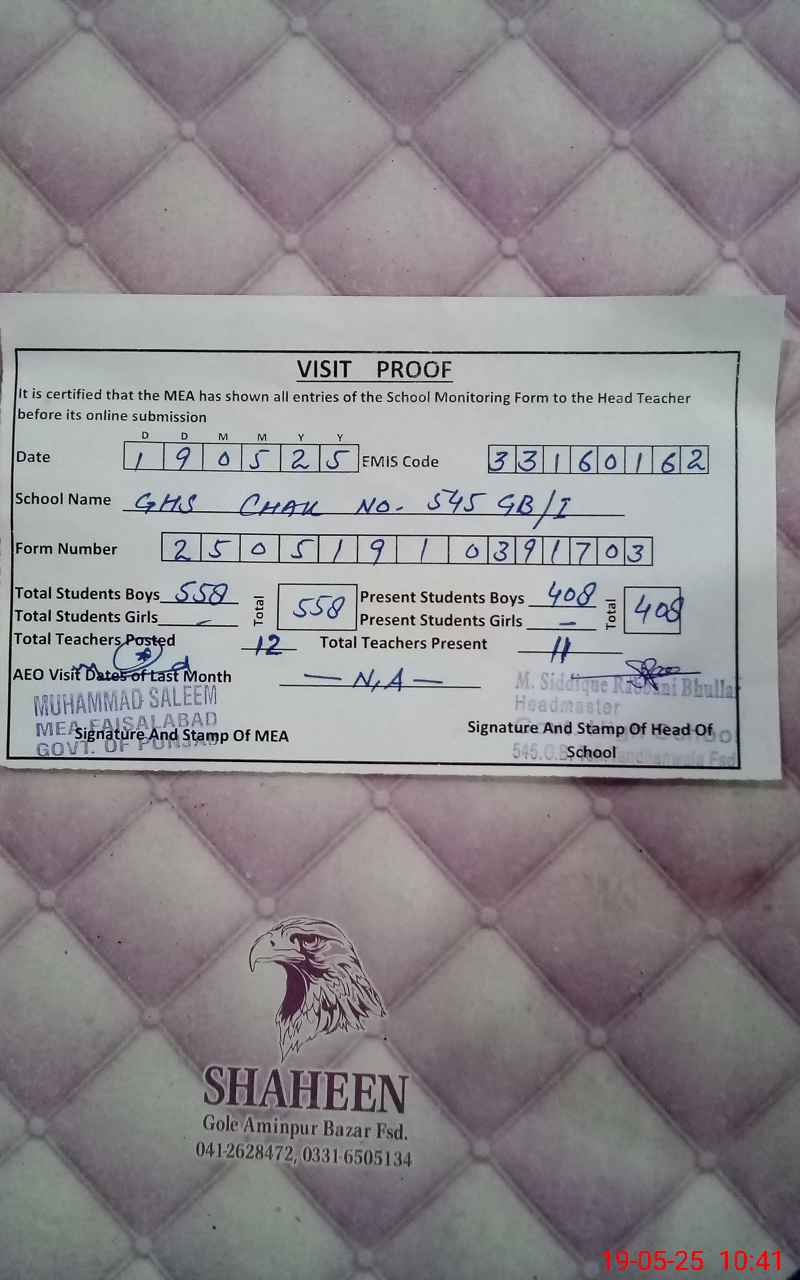 VISIT PROOF
It is certified that the MEA has shown all entries of the School Monitoring Form to the Head Teacher
before its online submission
D D M M Y Y
Date 1 9 0 5 2 5 EMIS Code 3 3 1 6 0 1 6 2
School Name GHS CHAK NO. 545 GB/I
Form Number 2 5 0 5 1 9 1 0 3 9 1 7 0 3
Total Students Boys 558 Total 558 Present Students Boys 408 Total 408
Total Students Girls - Present Students Girls -
Total Teachers Posted 12 Total Teachers Present 11
AEO Visit Dates of Last Month — N,A —
MUHAMMAD SALEEM
MEA FAISALABAD
GOVT. OF PUNJAB
Signature And Stamp Of MEA
M. Siddique Rabbani Bhulla
Headmaster
Signature And Stamp Of Head Of
School
SHAHEEN
Gole Aminpur Bazar Fsd.
041-2628472, 0331-6505134
19-05-25 10:41